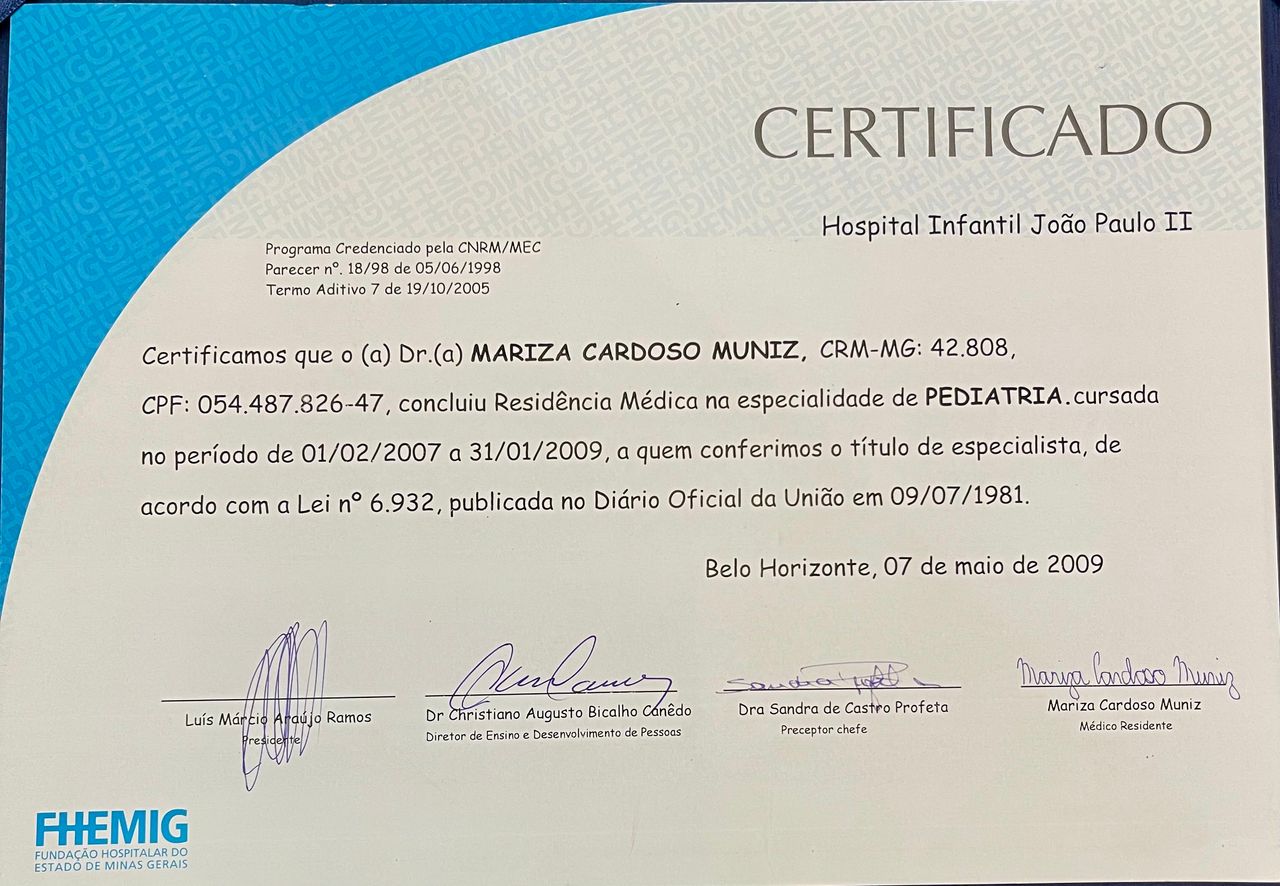 CERTIFICADO
Hospital Infantil João Paulo II
Programa Credenciado pela CNRM/MEC
Parecer nº. 18/98 de 05/06/1998
Termo Aditivo 7 de 19/10/2005
Certificamos que o (a) Dr.(a) MARIZA CARDOSO MUNIZ, CRM-MG: 42.808,
CPF: 054.487.826-47, concluiu Residência Médica na especialidade de PEDIATRIA.cursada
no período de 01/02/2007 a 31/01/2009, a quem conferimos o título de especialista, de
acordo com a Lei nº 6.932, publicada no Diário Oficial da União em 09/07/1981.
Belo Horizonte, 07 de maio de 2009
Mariza Cardoso Muniz
Luís Márcio Araújo Ramos
Presidente
Dr Christiano Augusto Bicalho Canêdo
Diretor de Ensino e Desenvolvimento de Pessoas
Dra Sandra de Castro Profeta
Preceptor chefe
Mariza Cardoso Muniz
Médico Residente
FHEMIG
FUNDAÇÃO HOSPITALAR DO
ESTADO DE MINAS GERAIS